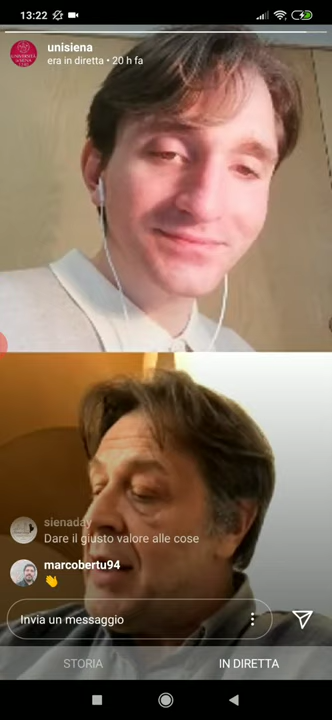 13:22
unisiena
era in diretta • 20 h fa
sienaday
Dare il giusto valore alle cose
marcobertu94
👏
Invia un messaggio
STORIA
IN DIRETTA